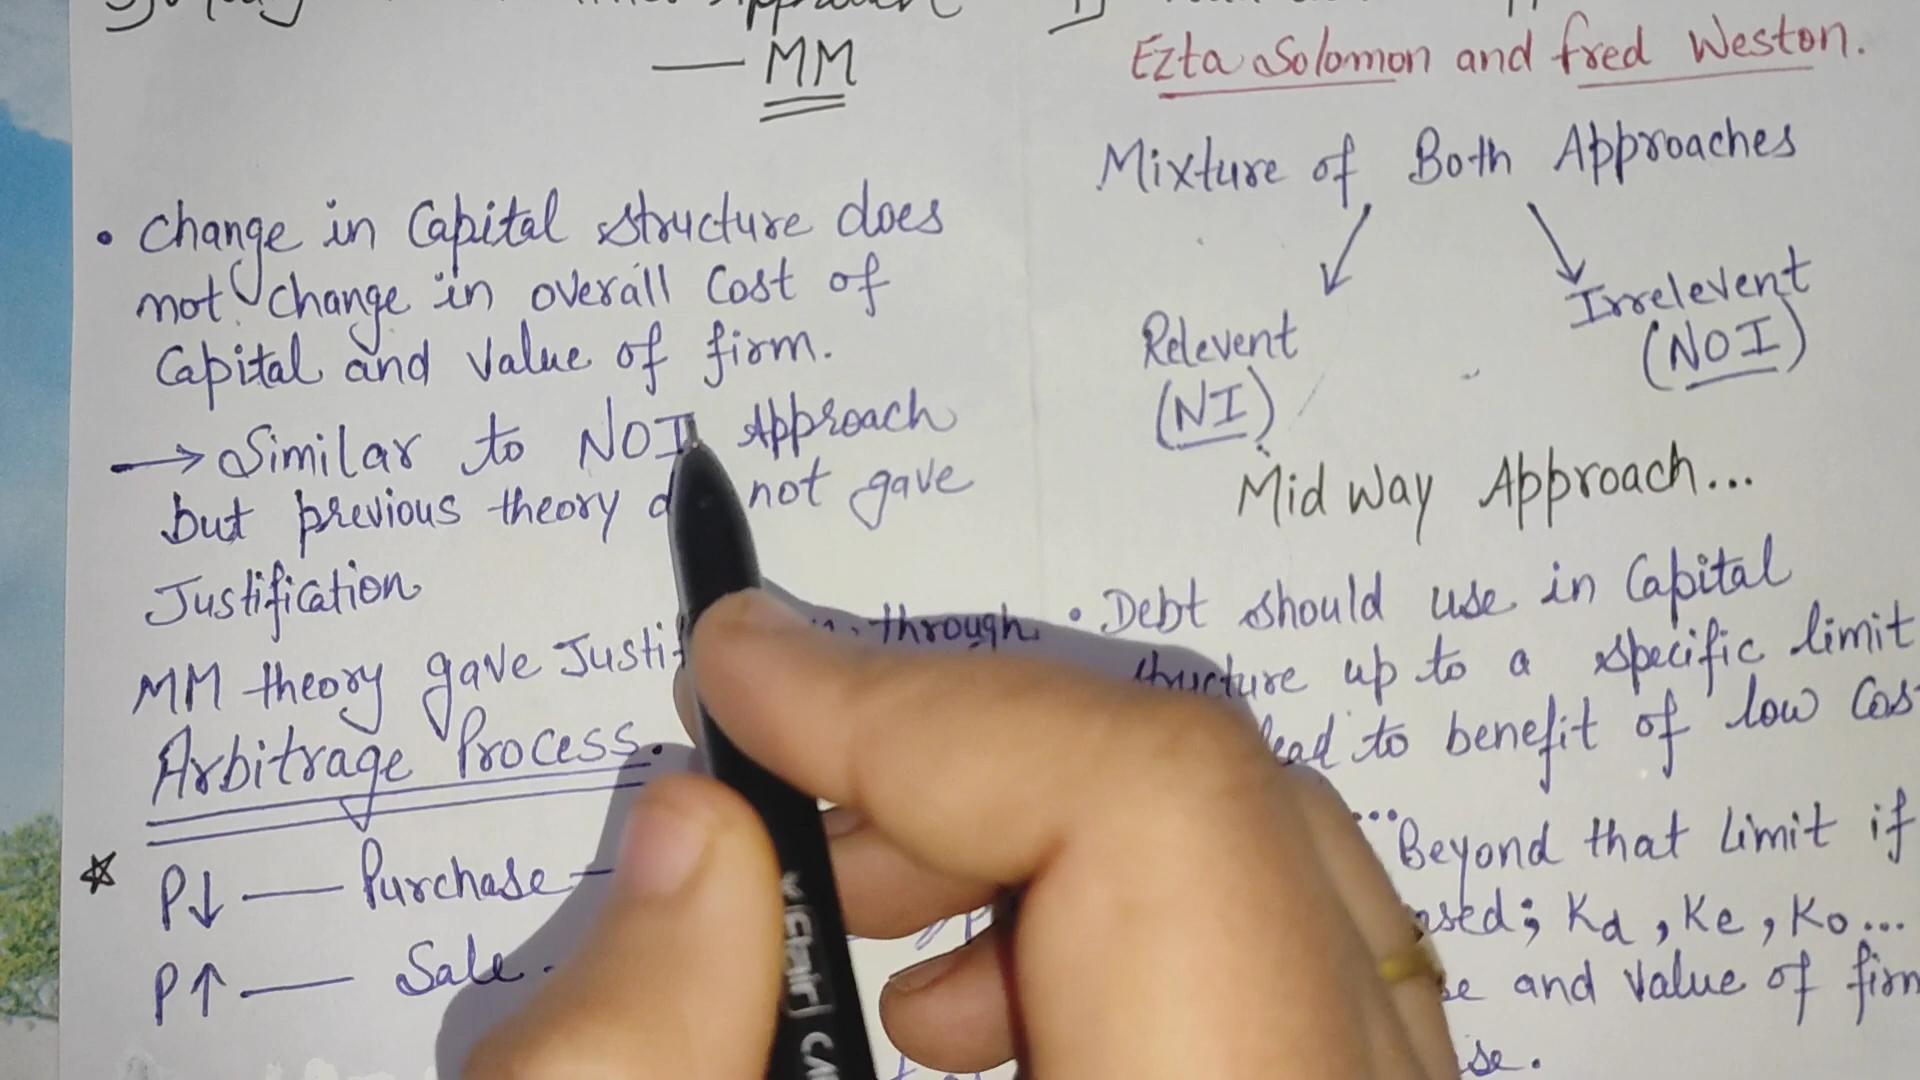 — MM
• Change in Capital structure does
not change in overall Cost of
Capital and value of firm.
→ Similar to NOI Approach
but previous theory not gave
Justification
MM theory gave through
Arbitrage Process.
P↓ — Purchase —
P↑ — Sale.
Ezta Solomon and fred Weston.
Mixture of Both Approaches
Relevent
(NI)
Irrelevent
(NOI)
Mid Way Approach...
• Debt should use in Capital
structure up to a specific limit
lead to benefit of low
... Beyond that limit if
; Kd, Ke, Ko...
and value of firm